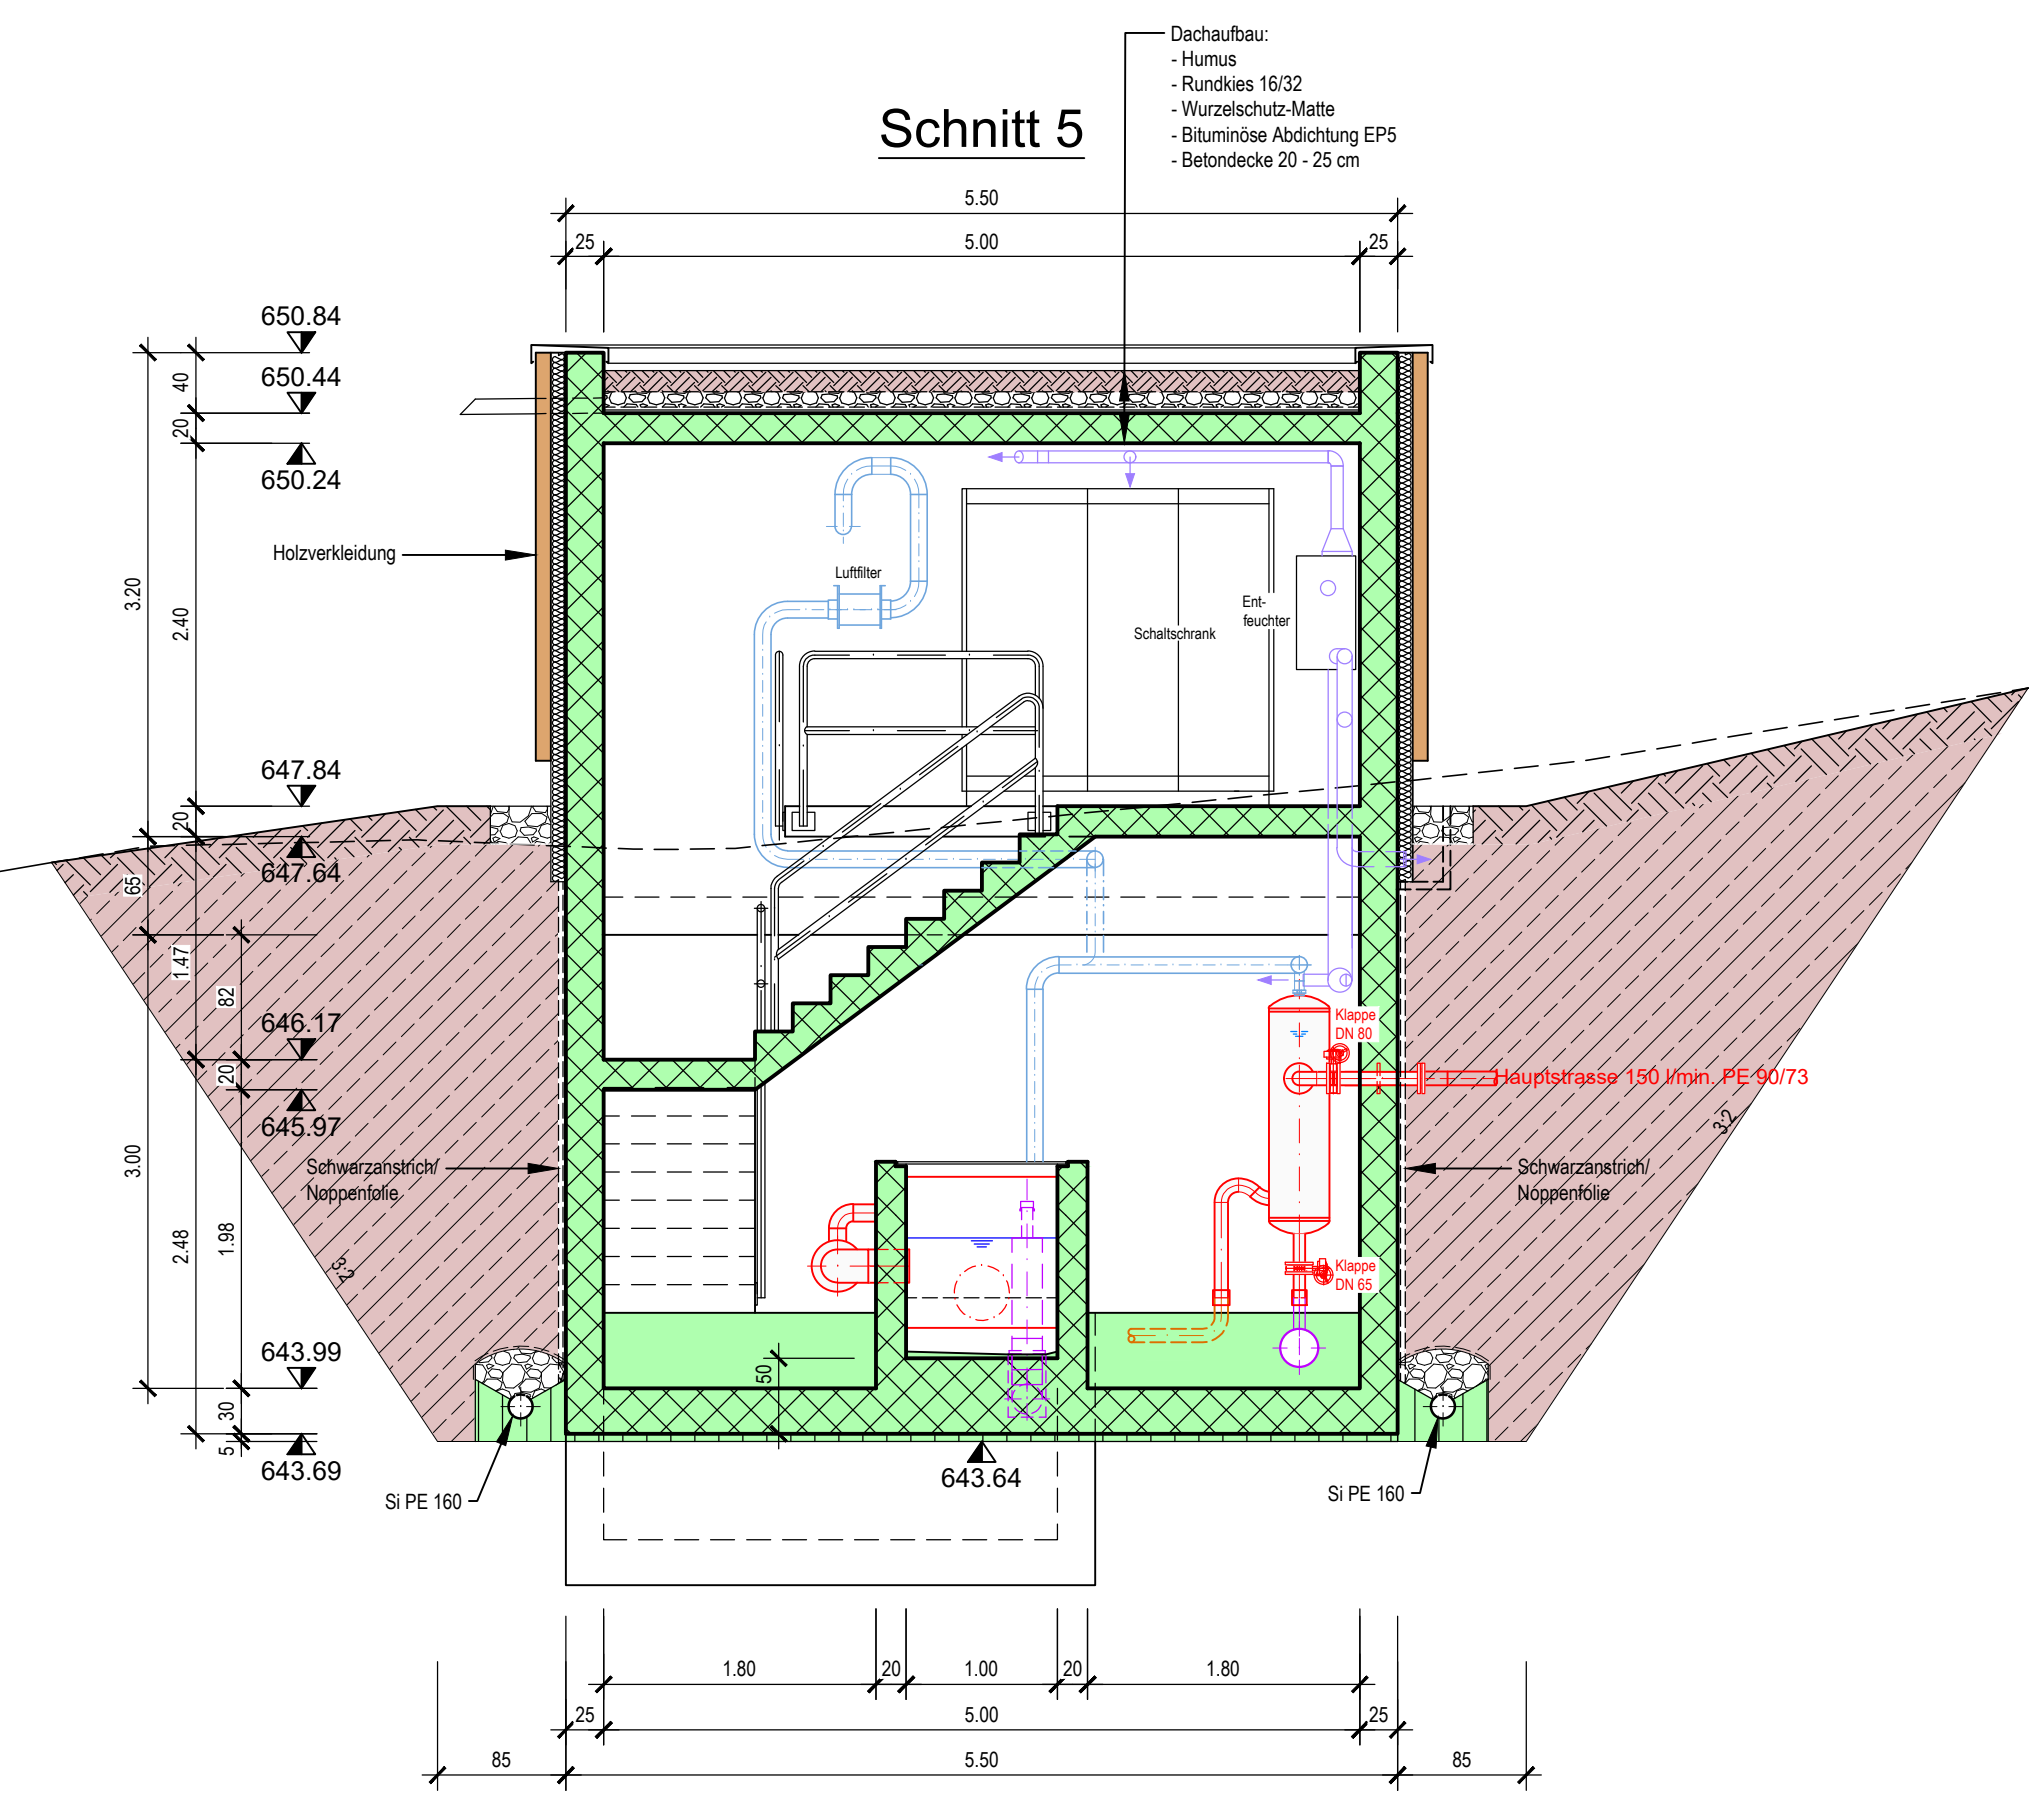 Dachaufbau:
- Humus
- Rundkies 16/32
- Wurzelschutz-Matte
- Bituminöse Abdichtung EP5
- Betondecke 20 - 25 cm
Schnitt 5
5.50
25
5.00
25
650.84
40
650.44
20
650.24
Holzverkleidung
3.20
2.40
Luftfilter
Schaltschrank
Ent-
feuchter
647.84
20
647.64
65
1.47
82
646.17
20
645.97
Klappe
DN 80
Hauptstrasse 150 l/min. PE 90/73
3:2
3.00
Schwarzanstrich/
Noppenfolie
Schwarzanstrich/
Noppenfolie
2.48
1.98
3:2
Klappe
DN 65
643.99
50
30
5
643.69
643.64
Si PE 160
Si PE 160
1.80
20
1.00
20
1.80
25
5.00
25
85
5.50
85